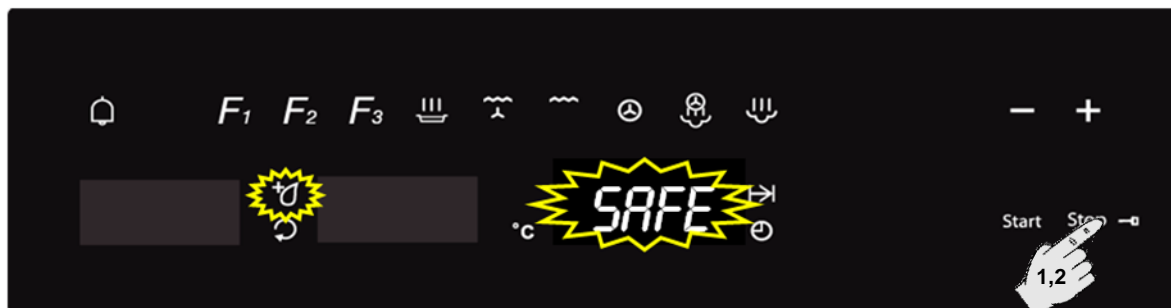 F1 F2 F3
− +
°C SAFE
Start Stop
1,2